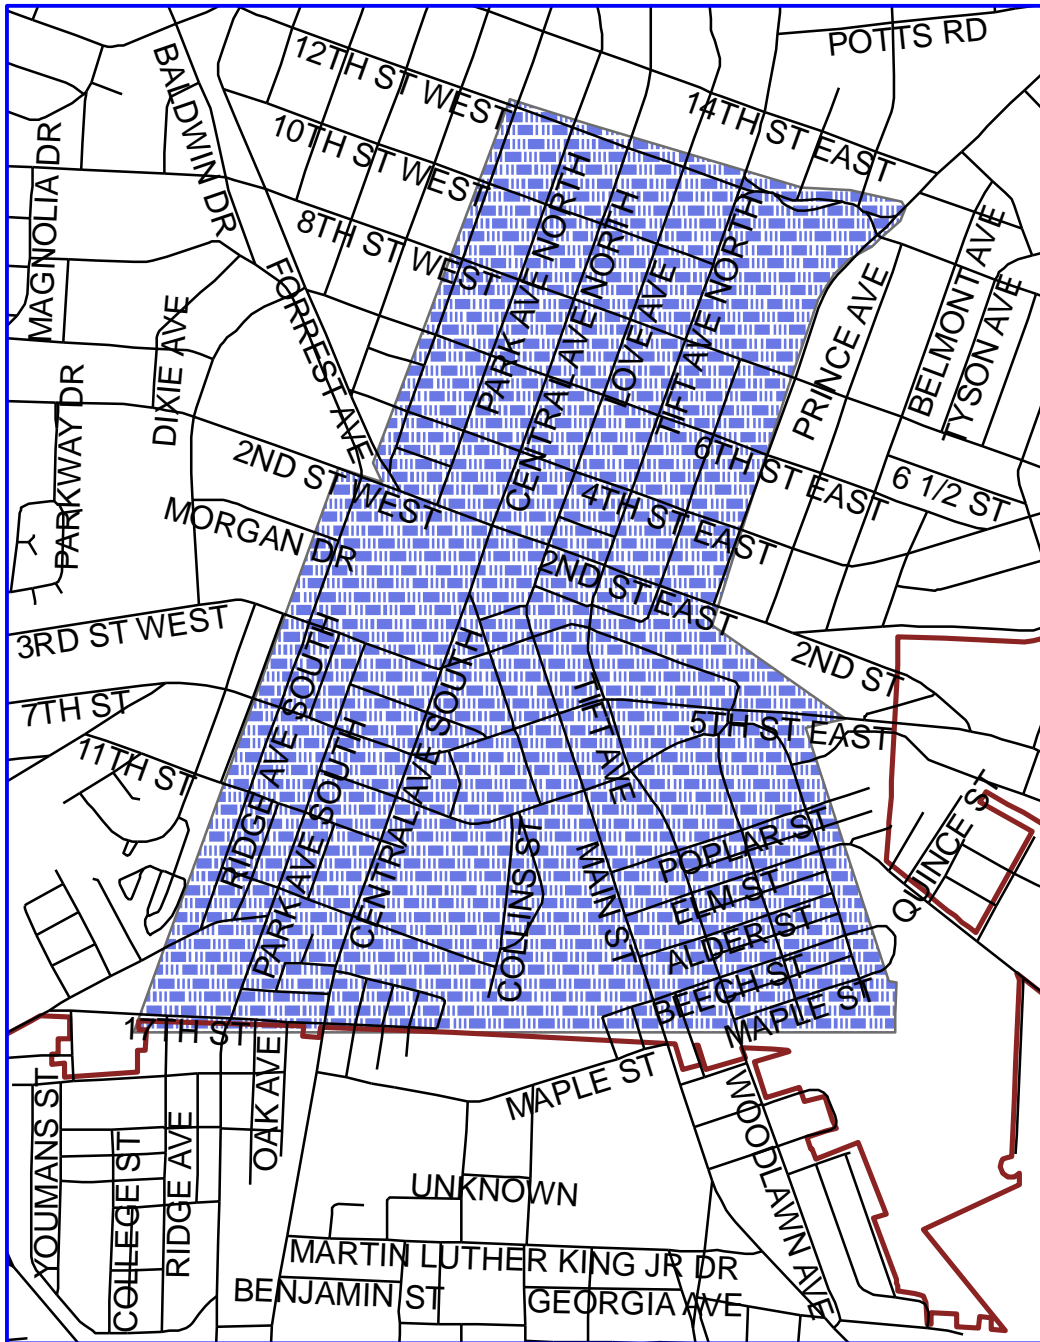 POTTS RD
12TH ST WEST
BALDWIN DR
14TH ST EAST
10TH ST WEST
MAGNOLIA DR
8TH ST WEST
PARK AVE NORTH
CENTRAL AVE NORTH
LOVE AVE
TIFT AVE NORTH
BELMONT AVE
TYSON AVE
PRINCE AVE
FORREST AVE
DIXIE AVE
PARKWAY DR
2ND ST WEST
6TH ST EAST
6 1/2 ST
4TH ST EAST
MORGAN DR
2ND ST EAST
3RD ST WEST
2ND ST
7TH ST
5TH ST EAST
11TH ST
RIDGE AVE SOUTH
PARK AVE SOUTH
CENTRAL AVE SOUTH
TIFT AVE
QUINCE ST
POPLAR ST
COLLINS ST
MAIN ST
ELM ST
ALDER ST
BEECH ST
MAPLE ST
17TH ST
OAK AVE
MAPLE ST
YOUMANS ST
COLLEGE ST
RIDGE AVE
WOODLAWN AVE
UNKNOWN
MARTIN LUTHER KING JR DR
BENJAMIN ST
GEORGIA AVE